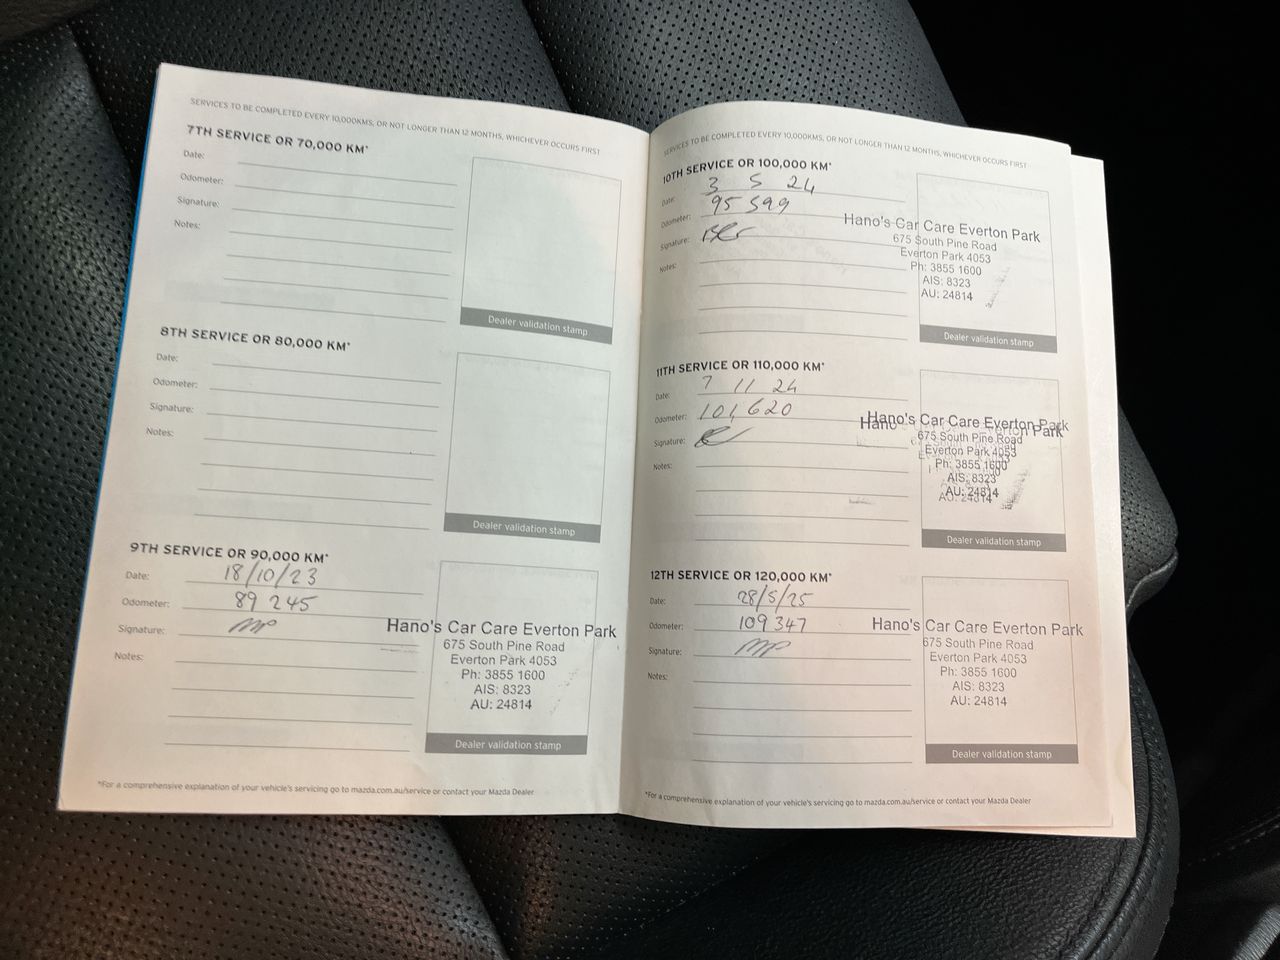 SERVICES TO BE COMPLETED EVERY 10,000KMS, OR NOT LONGER THAN 12 MONTHS, WHICHEVER OCCURS FIRST
7TH SERVICE OR 70,000 KM*
Date:
Odometer:
Signature:
Notes:
Dealer validation stamp
8TH SERVICE OR 80,000 KM*
Date:
Odometer:
Signature:
Notes:
Dealer validation stamp
9TH SERVICE OR 90,000 KM*
Date: 18/10/23
Odometer: 89 245
Signature:
Notes:
Hano's Car Care Everton Park
675 South Pine Road
Everton Park 4053
Ph: 3855 1600
AIS: 8323
AU: 24814
Dealer validation stamp
*For a comprehensive explanation of your vehicle's servicing go to mazda.com.au/service or contact your Mazda Dealer
SERVICES TO BE COMPLETED EVERY 10,000KMS, OR NOT LONGER THAN 12 MONTHS, WHICHEVER OCCURS FIRST
10TH SERVICE OR 100,000 KM*
Date: 3 5 24
Odometer: 95 599
Signature:
Notes:
Hano's Car Care Everton Park
675 South Pine Road
Everton Park 4053
Ph: 3855 1600
AIS: 8323
AU: 24814
Dealer validation stamp
11TH SERVICE OR 110,000 KM*
Date: 7 11 24
Odometer: 101,620
Signature:
Notes:
Hano's Car Care Everton Park
675 South Pine Road
Everton Park 4053
Ph: 3855 1600
AIS: 8323
AU: 24814
Dealer validation stamp
12TH SERVICE OR 120,000 KM*
Date: 28/5/25
Odometer: 109 347
Signature:
Notes:
Hano's Car Care Everton Park
675 South Pine Road
Everton Park 4053
Ph: 3855 1600
AIS: 8323
AU: 24814
Dealer validation stamp
*For a comprehensive explanation of your vehicle's servicing go to mazda.com.au/service or contact your Mazda Dealer